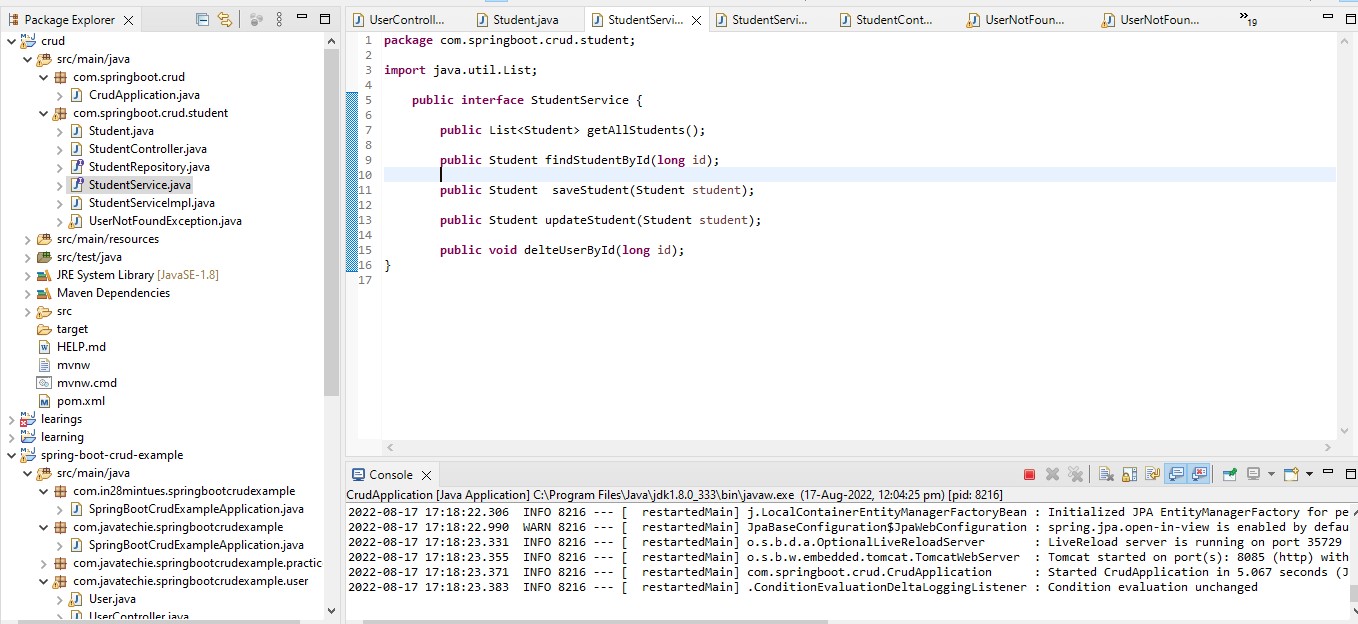 Package Explorer
crud
src/main/java
com.springboot.crud
CrudApplication.java
com.springboot.crud.student
Student.java
StudentController.java
StudentRepository.java
StudentService.java
StudentServiceImpl.java
UserNotFoundException.java
src/main/resources
src/test/java
JRE System Library [JavaSE-1.8]
Maven Dependencies
src
target
HELP.md
mvnw
mvnw.cmd
pom.xml
learings
learning
spring-boot-crud-example
src/main/java
com.in28mintues.springbootcrudexample
SpringBootCrudExampleApplication.java
com.javatechie.springbootcrudexample
SpringBootCrudExampleApplication.java
com.javatechie.springbootcrudexample.practic
com.javatechie.springbootcrudexample.user
User.java
UserController.java
UserControll... Student.java StudentServi... StudentServi... StudentCont... UserNotFoun... UserNotFoun... »19
1 package com.springboot.crud.student;
2
3 import java.util.List;
4
5 public interface StudentService {
6
7 public List<Student> getAllStudents();
8
9 public Student findStudentById(long id);
10
11 public Student  saveStudent(Student student);
12
13 public Student updateStudent(Student student);
14
15 public void delteUserById(long id);
16 }
17
Console
CrudApplication [Java Application] C:\Program Files\Java\jdk1.8.0_333\bin\javaw.exe (17-Aug-2022, 12:04:25 pm) [pid: 8216]
2022-08-17 17:18:22.306  INFO 8216 --- [  restartedMain] j.LocalContainerEntityManagerFactoryBean : Initialized JPA EntityManagerFactory for pe
2022-08-17 17:18:22.990  WARN 8216 --- [  restartedMain] JpaBaseConfiguration$JpaWebConfiguration : spring.jpa.open-in-view is enabled by defau
2022-08-17 17:18:23.331  INFO 8216 --- [  restartedMain] o.s.b.d.a.OptionalLiveReloadServer       : LiveReload server is running on port 35729
2022-08-17 17:18:23.355  INFO 8216 --- [  restartedMain] o.s.b.w.embedded.tomcat.TomcatWebServer  : Tomcat started on port(s): 8085 (http) with
2022-08-17 17:18:23.371  INFO 8216 --- [  restartedMain] com.springboot.crud.CrudApplication      : Started CrudApplication in 5.067 seconds (J
2022-08-17 17:18:23.383  INFO 8216 --- [  restartedMain] .ConditionEvaluationDeltaLoggingListener : Condition evaluation unchanged